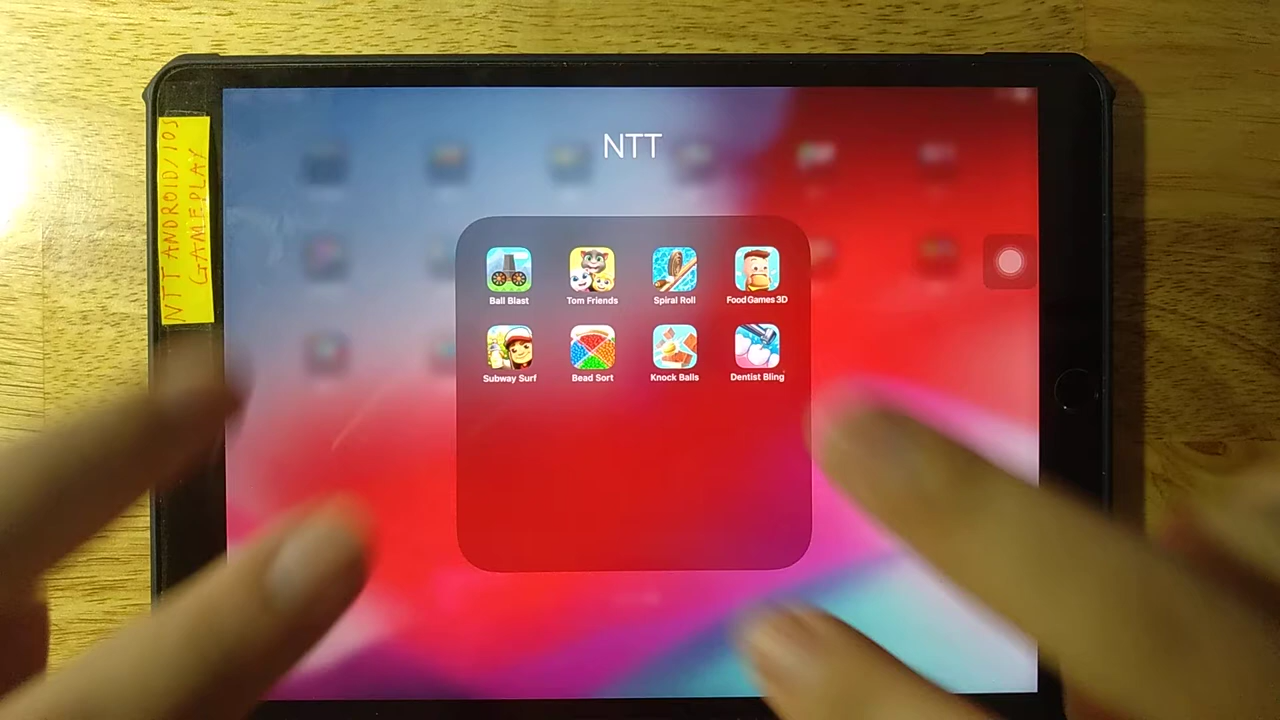 NTT ANDROID/IOS
GAMEPLAY
NTT
Ball Blast
Tom Friends
Spiral Roll
Food Games 3D
Subway Surf
Bead Sort
Knock Balls
Dentist Bling